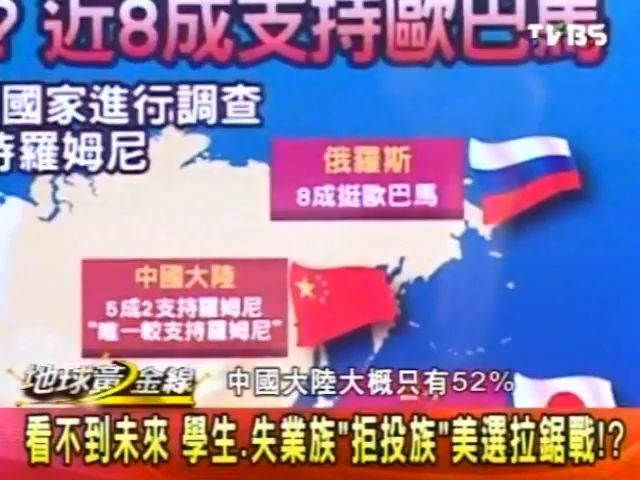 ? 近8成支持歐巴馬
TVBS
國家進行調查
持羅姆尼
俄羅斯
8成挺歐巴馬
中國大陸
5成2支持羅姆尼
"唯一較支持羅姆尼"
地球黃金線
中國大陸大概只有52%
看不到未來 學生.失業族"拒投族"美選拉鋸戰!?